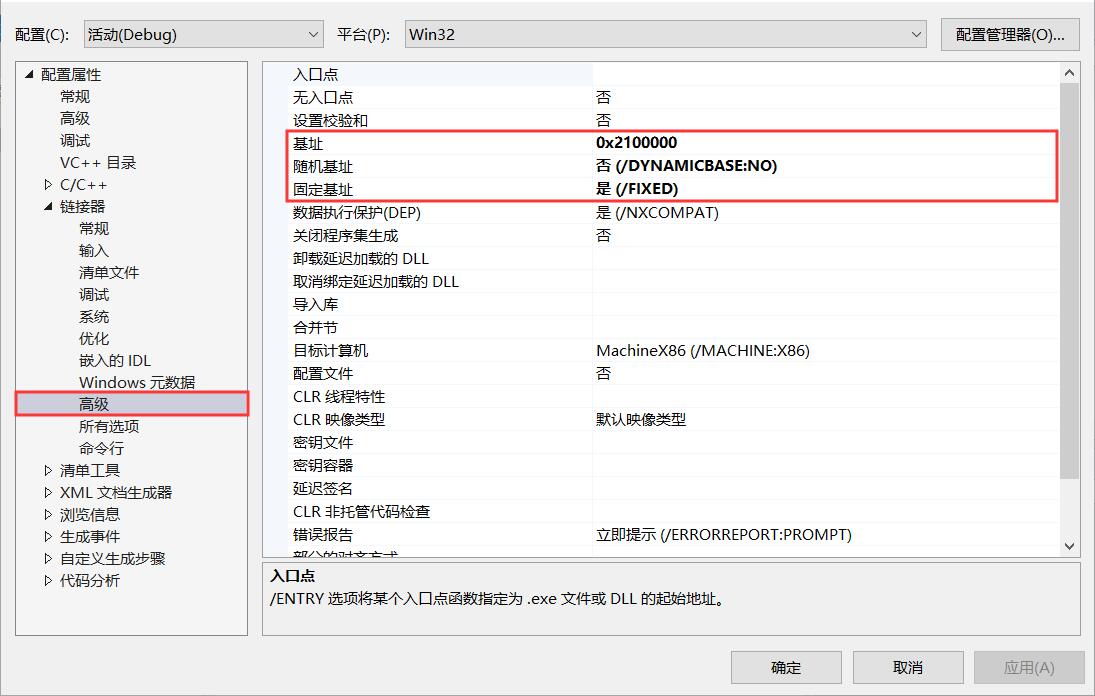 配置(C): 活动(Debug) 平台(P): Win32 配置管理器(O)...
配置属性
常规
高级
调试
VC++ 目录
C/C++
链接器
常规
输入
清单文件
调试
系统
优化
嵌入的 IDL
Windows 元数据
高级
所有选项
命令行
清单工具
XML 文档生成器
浏览信息
生成事件
自定义生成步骤
代码分析
入口点
无入口点 否
设置校验和 否
基址 0x2100000
随机基址 否 (/DYNAMICBASE:NO)
固定基址 是 (/FIXED)
数据执行保护(DEP) 是 (/NXCOMPAT)
关闭程序集生成 否
卸载延迟加载的 DLL
取消绑定延迟加载的 DLL
导入库
合并节
目标计算机 MachineX86 (/MACHINE:X86)
配置文件 否
CLR 线程特性
CLR 映像类型 默认映像类型
密钥文件
密钥容器
延迟签名
CLR 非托管代码检查
错误报告 立即提示 (/ERRORREPORT:PROMPT)
部分的对齐方式
入口点
/ENTRY 选项将某个入口点函数指定为 .exe 文件或 DLL 的起始地址。
确定 取消 应用(A)